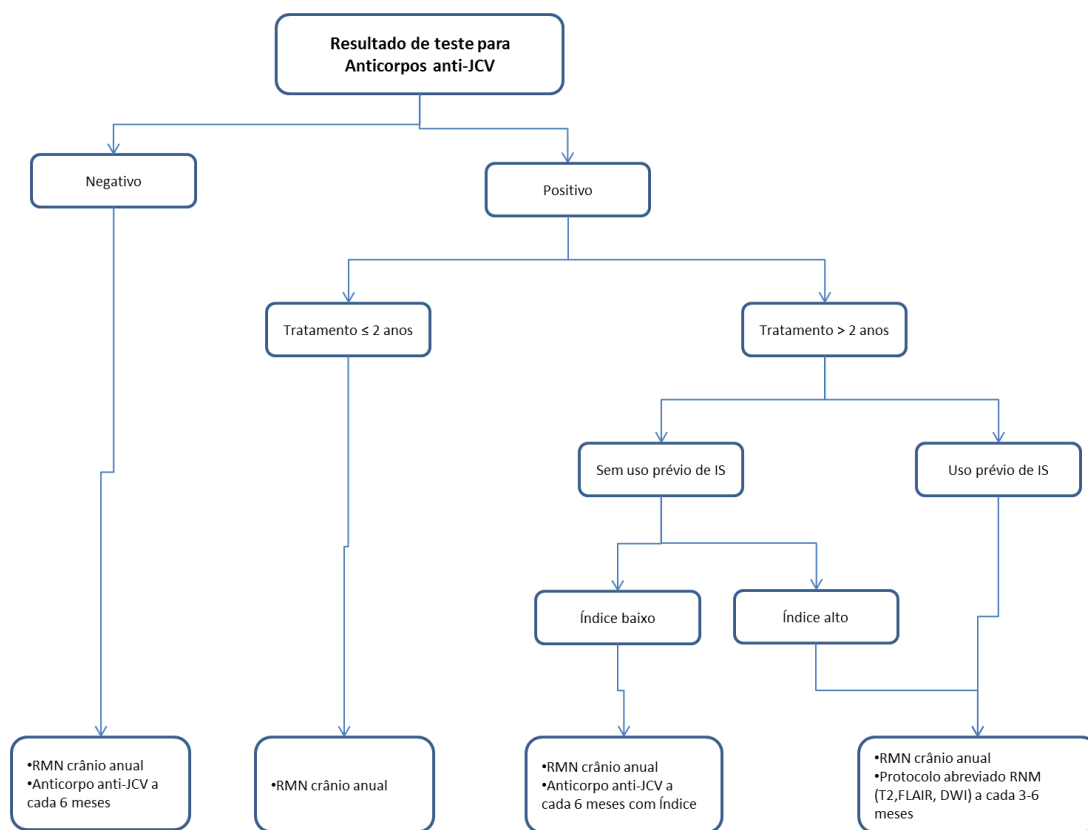 Resultado de teste para
Anticorpos anti-JCV
Negativo
Positivo
Tratamento ≤ 2 anos
Tratamento > 2 anos
Sem uso prévio de IS
Uso prévio de IS
Índice baixo
Índice alto
•RMN crânio anual
•Anticorpo anti-JCV a
cada 6 meses
•RMN crânio anual
•RMN crânio anual
•Anticorpo anti-JCV a
cada 6 meses com Índice
•RMN crânio anual
•Protocolo abreviado RNM
(T2,FLAIR, DWI) a cada 3-6
meses